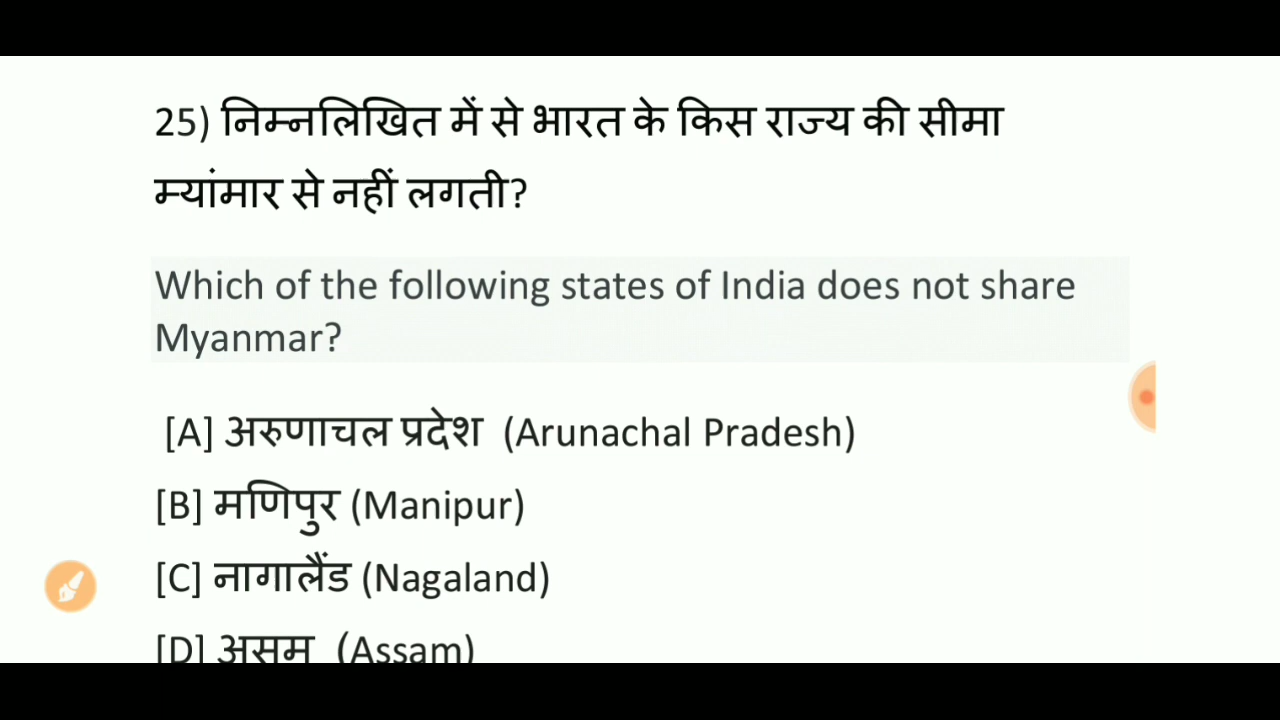 25) निम्नलिखित में से भारत के किस राज्य की सीमा
म्यांमार से नहीं लगती?
Which of the following states of India does not share
Myanmar?
[A] अरुणाचल प्रदेश (Arunachal Pradesh)
[B] मणिपुर (Manipur)
[C] नागालैंड (Nagaland)
[D] असम (Assam)